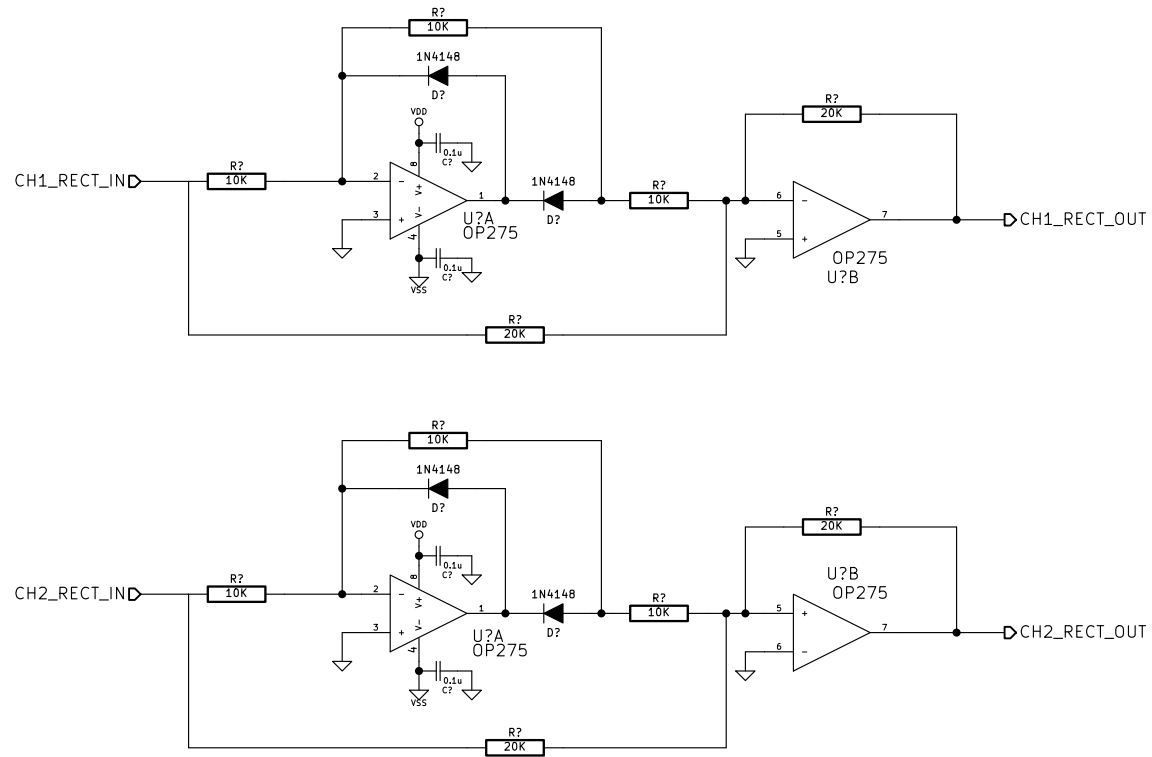 R?
10K
1N4148
D?
VDD
0.1u
C?
R?
20K
CH1_RECT_IN
R?
10K
8
2
-
V+
1
3
+
V-
4
U?A
OP275
1N4148
D?
R?
10K
6
-
7
5
+
OP275
U?B
CH1_RECT_OUT
0.1u
C?
VSS
R?
20K
R?
10K
1N4148
D?
VDD
0.1u
C?
R?
20K
CH2_RECT_IN
R?
10K
8
2
-
V+
1
3
+
V-
4
U?A
OP275
1N4148
D?
R?
10K
U?B
OP275
5
+
7
6
-
CH2_RECT_OUT
0.1u
C?
VSS
R?
20K